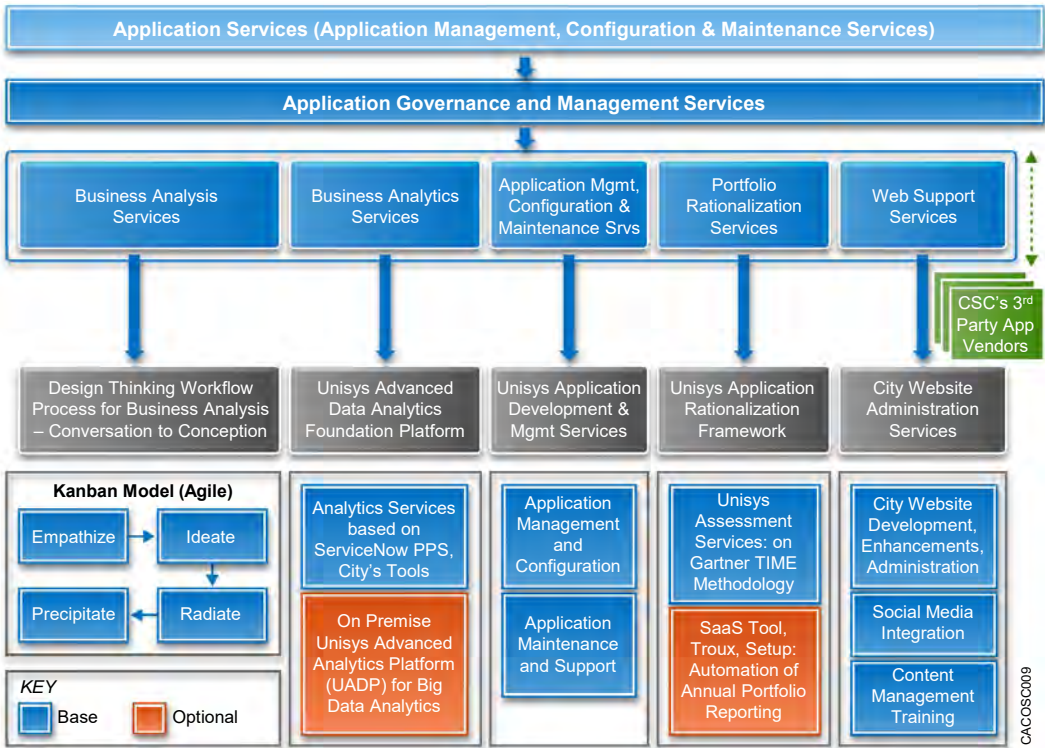 Application Services (Application Management, Configuration & Maintenance Services)
Application Governance and Management Services
Business Analysis
Services
Business Analytics
Services
Application Mgmt,
Configuration &
Maintenance Srvs
Portfolio
Rationalization
Services
Web Support
Services
CSC's 3rd
Party App
Vendors
Design Thinking Workflow
Process for Business Analysis
– Conversation to Conception
Unisys Advanced
Data Analytics
Foundation Platform
Unisys Application
Development &
Mgmt Services
Unisys Application
Rationalization
Framework
City Website
Administration
Services
Kanban Model (Agile)
Empathize
Ideate
Precipitate
Radiate
Analytics Services
based on
ServiceNow PPS,
City's Tools
On Premise
Unisys Advanced
Analytics Platform
(UADP) for Big
Data Analytics
Application
Management
and
Configuration
Application
Maintenance
and Support
Unisys
Assessment
Services: on
Gartner TIME
Methodology
SaaS Tool,
Troux, Setup:
Automation of
Annual Portfolio
Reporting
City Website
Development,
Enhancements,
Administration
Social Media
Integration
Content
Management
Training
KEY
Base
Optional
CACOSC009